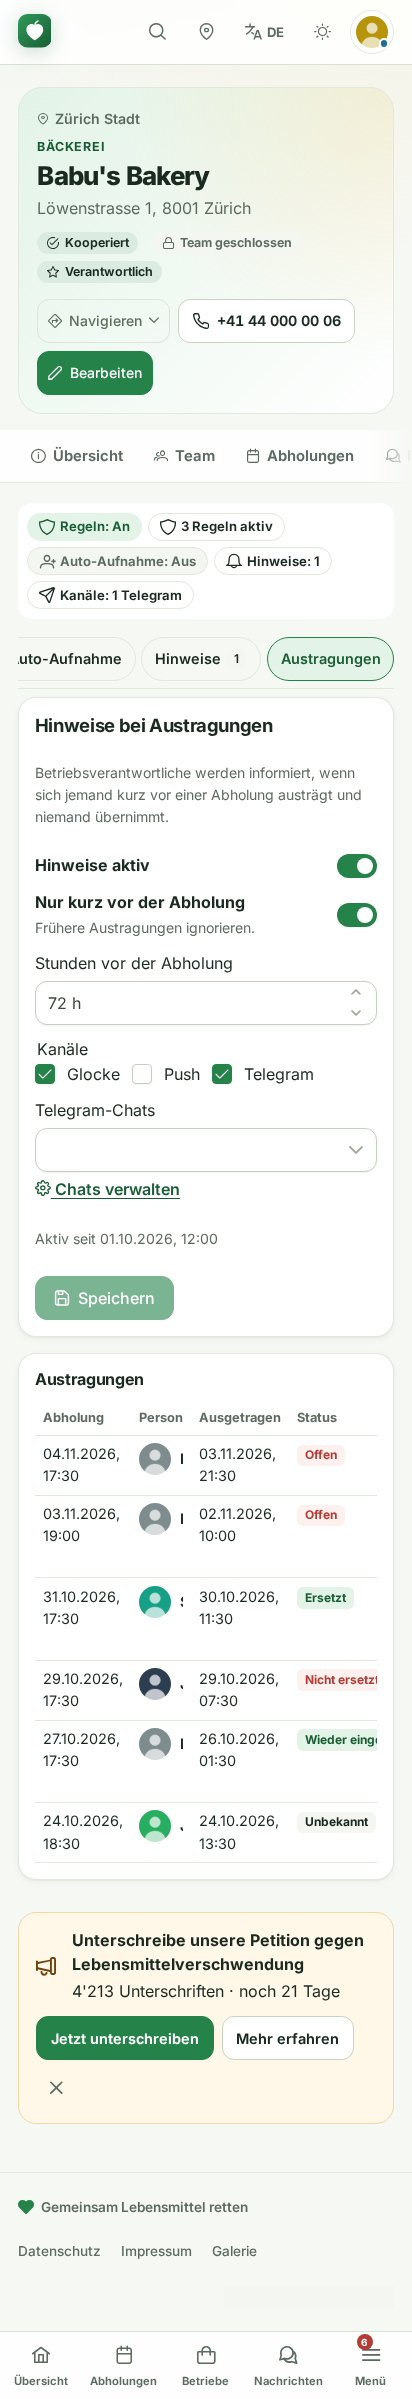 DE
Zürich Stadt
BÄCKEREI
Babu's Bakery
Löwenstrasse 1, 8001 Zürich
Kooperiert
Team geschlossen
Verantwortlich
Navigieren
+41 44 000 00 06
Bearbeiten
Übersicht Team Abholungen
Regeln: An
3 Regeln aktiv
Auto-Aufnahme: Aus
Hinweise: 1
Kanäle: 1 Telegram
Auto-Aufnahme Hinweise 1 Austragungen
Hinweise bei Austragungen
Betriebsverantwortliche werden informiert, wenn
sich jemand kurz vor einer Abholung austrägt und
niemand übernimmt.
Hinweise aktiv
Nur kurz vor der Abholung
Frühere Austragungen ignorieren.
Stunden vor der Abholung
72 h
Kanäle
Glocke Push Telegram
Telegram-Chats
Chats verwalten
Aktiv seit 01.10.2026, 12:00
Speichern
Austragungen
Abholung Person Ausgetragen Status
04.11.2026, 17:30 03.11.2026, 21:30 Offen
03.11.2026, 19:00 02.11.2026, 10:00 Offen
31.10.2026, 17:30 30.10.2026, 11:30 Ersetzt
29.10.2026, 17:30 29.10.2026, 07:30 Nicht ersetzt
27.10.2026, 17:30 26.10.2026, 01:30 Wieder einge
24.10.2026, 18:30 24.10.2026, 13:30 Unbekannt
Unterschreibe unsere Petition gegen
Lebensmittelverschwendung
4'213 Unterschriften · noch 21 Tage
Jetzt unterschreiben
Mehr erfahren
Gemeinsam Lebensmittel retten
Datenschutz Impressum Galerie
6
Übersicht Abholungen Betriebe Nachrichten Menü